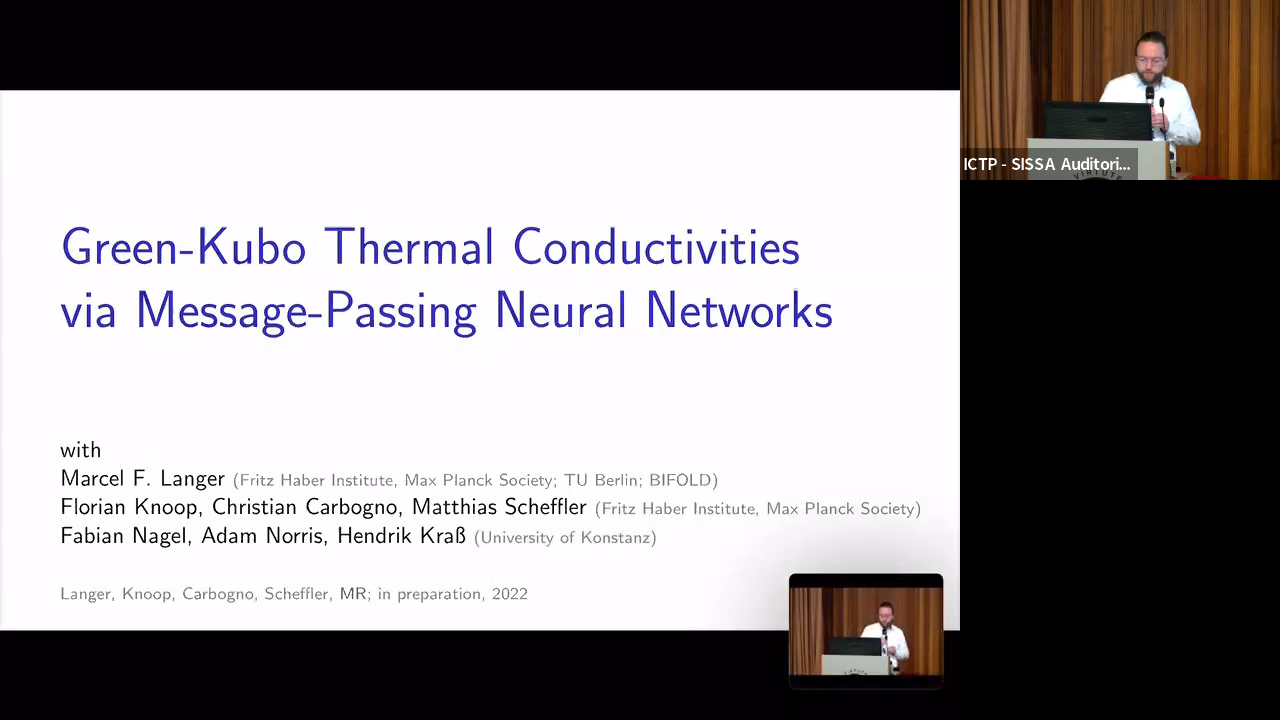 Green-Kubo Thermal Conductivities
via Message-Passing Neural Networks
with
Marcel F. Langer (Fritz Haber Institute, Max Planck Society; TU Berlin; BIFOLD)
Florian Knoop, Christian Carbogno, Matthias Scheffler (Fritz Haber Institute, Max Planck Society)
Fabian Nagel, Adam Norris, Hendrik Kraß (University of Konstanz)
Langer, Knoop, Carbogno, Scheffler, MR; in preparation, 2022
ICTP - SISSA Auditori...
VIRTUTE